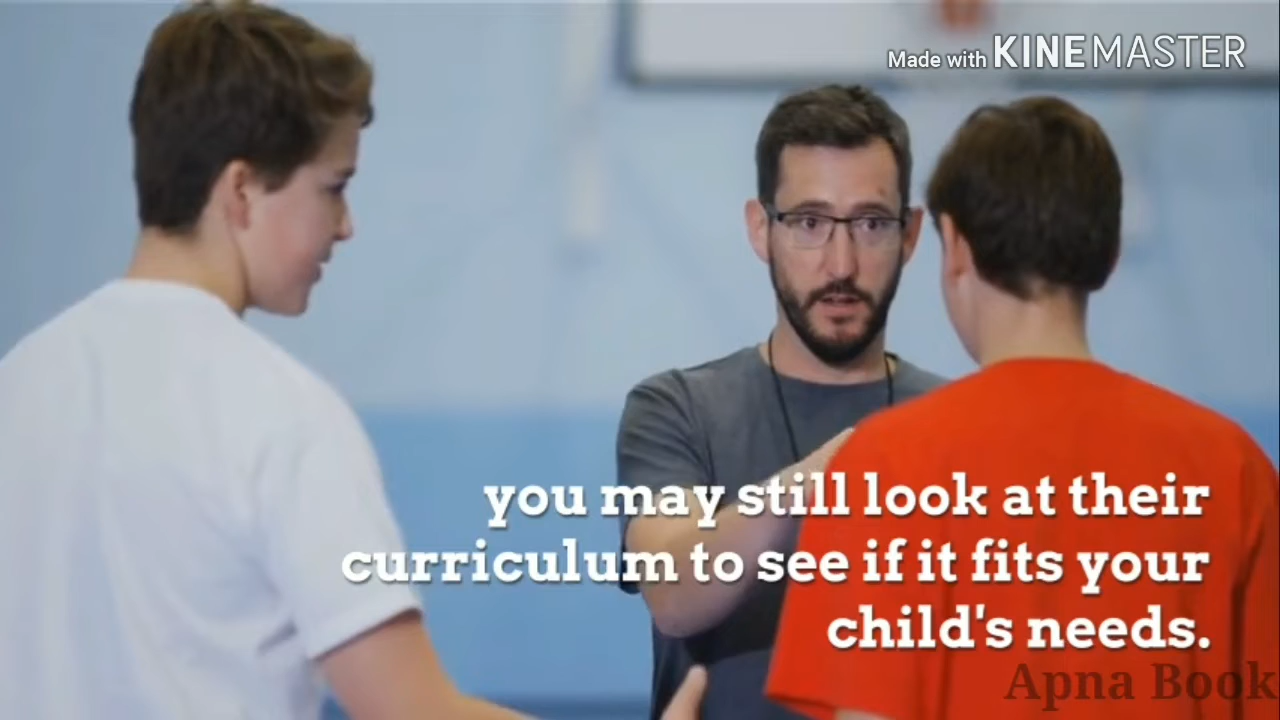 Made with KINEMASTER
you may still look at their
curriculum to see if it fits your
child's needs.
Apna Book